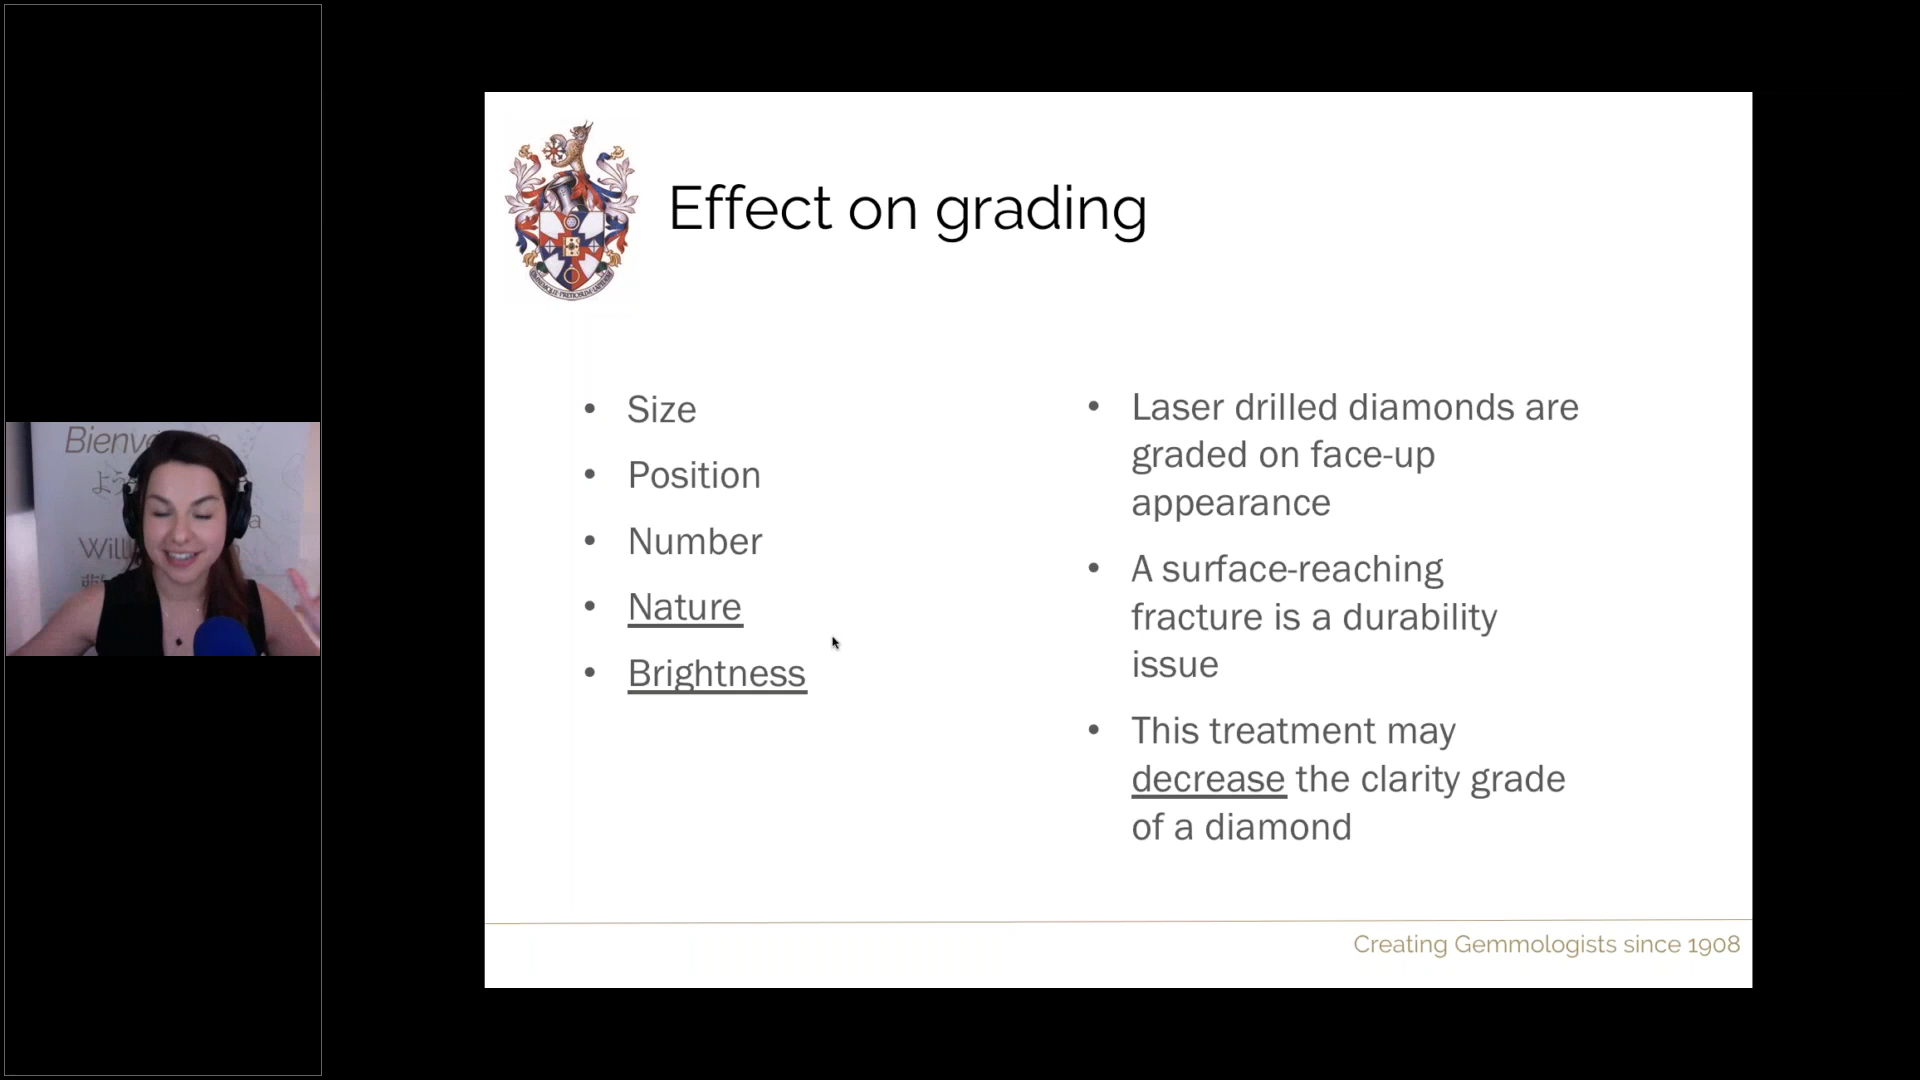 Effect on grading
• Size
• Position
• Number
• Nature
• Brightness
• Laser drilled diamonds are
graded on face-up
appearance
• A surface-reaching
fracture is a durability
issue
• This treatment may
decrease the clarity grade
of a diamond
Creating Gemmologists since 1908